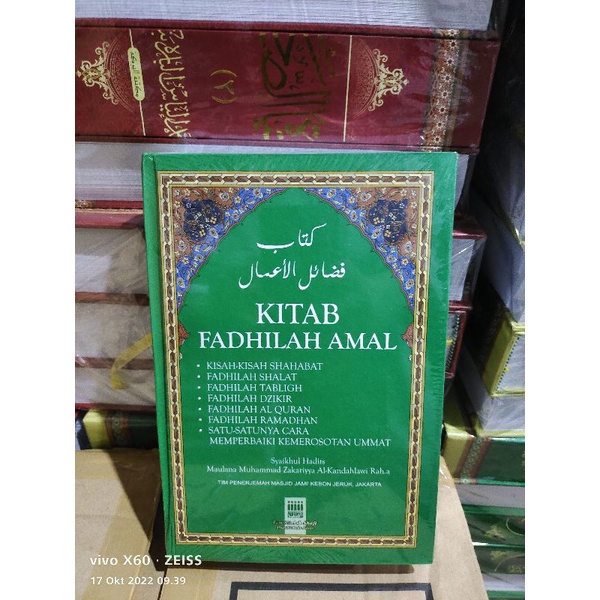 كتاب
فضائل الأعمال
KITAB
FADHILAH AMAL
• KISAH-KISAH SHAHABAT
• FADHILAH SHALAT
• FADHILAH TABLIGH
• FADHILAH DZIKIR
• FADHILAH AL QURAN
• FADHILAH RAMADHAN
• SATU-SATUNYA CARA
MEMPERBAIKI KEMEROSOTAN UMMAT
Syaikhul Hadits
Maulana Muhammad Zakariyya Al-Kandahlawi Rah.a
TIM PENERJEMAH MASJID JAMI' KEBON JERUK, JAKARTA
vivo X60 · ZEISS
17 Okt 2022 09.39